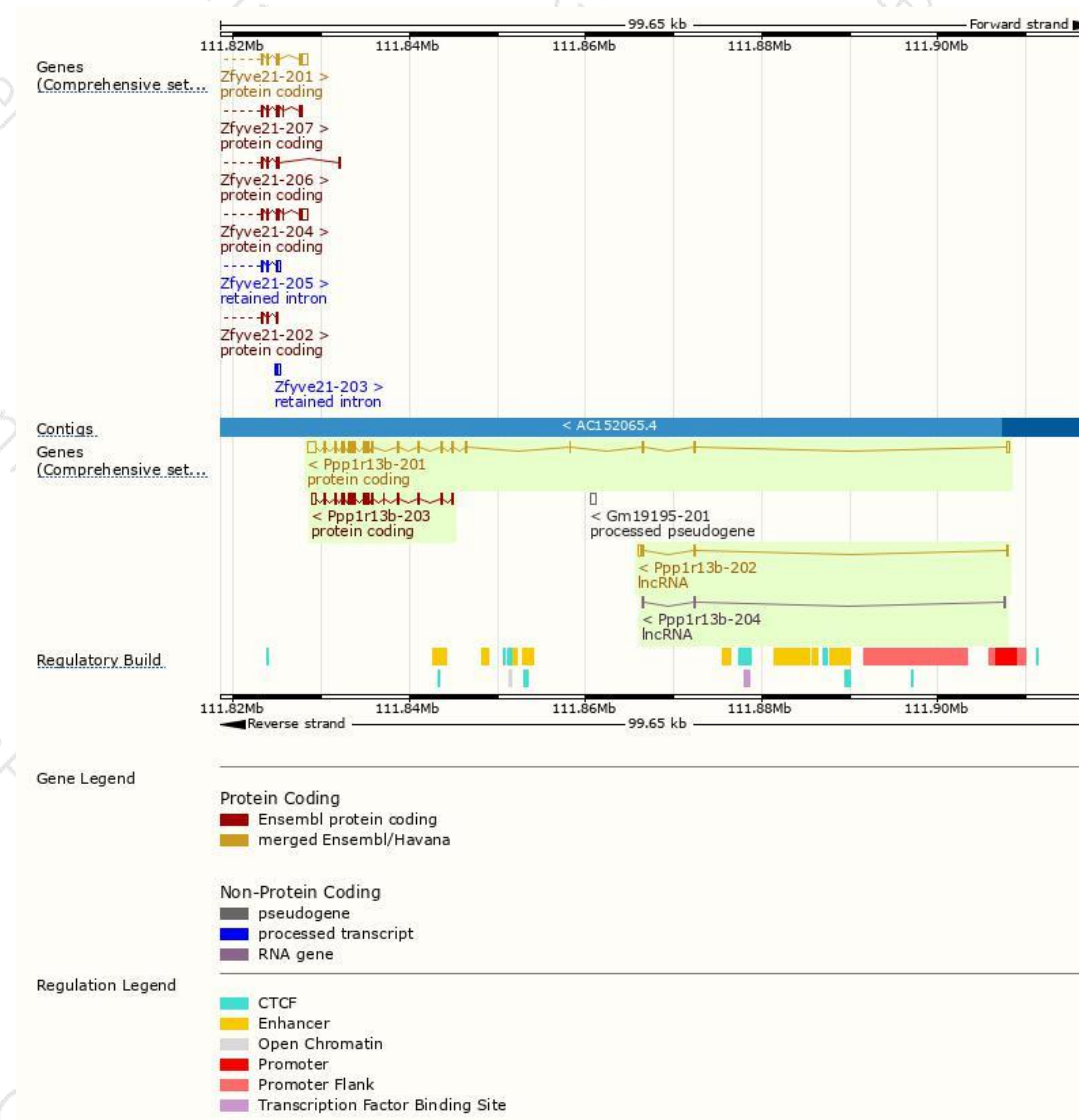 99.65 kb
Forward strand
111.82Mb 111.84Mb 111.86Mb 111.88Mb 111.90Mb
Genes
(Comprehensive set...
Zfyve21-201 >
protein coding
Zfyve21-207 >
protein coding
Zfyve21-206 >
protein coding
Zfyve21-204 >
protein coding
Zfyve21-205 >
retained intron
Zfyve21-202 >
protein coding
Zfyve21-203 >
retained intron
Contigs
< AC152065.4
Genes
(Comprehensive set...
< Ppp1r13b-201
protein coding
< Ppp1r13b-203
protein coding
< Gm19195-201
processed pseudogene
< Ppp1r13b-202
lncRNA
< Ppp1r13b-204
lncRNA
Regulatory Build
111.82Mb 111.84Mb 111.86Mb 111.88Mb 111.90Mb
Reverse strand
99.65 kb
Gene Legend
Protein Coding
Ensembl protein coding
merged Ensembl/Havana
Non-Protein Coding
pseudogene
processed transcript
RNA gene
Regulation Legend
CTCF
Enhancer
Open Chromatin
Promoter
Promoter Flank
Transcription Factor Binding Site